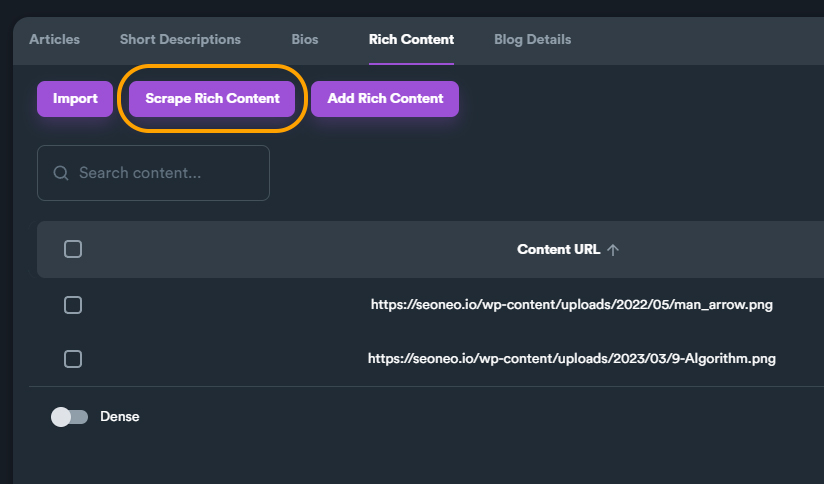 Articles Short Descriptions Bios Rich Content Blog Details
Import Scrape Rich Content Add Rich Content
Search content...
Content URL
https://seoneo.io/wp-content/uploads/2022/05/man_arrow.png
https://seoneo.io/wp-content/uploads/2023/03/9-Algorithm.png
Dense